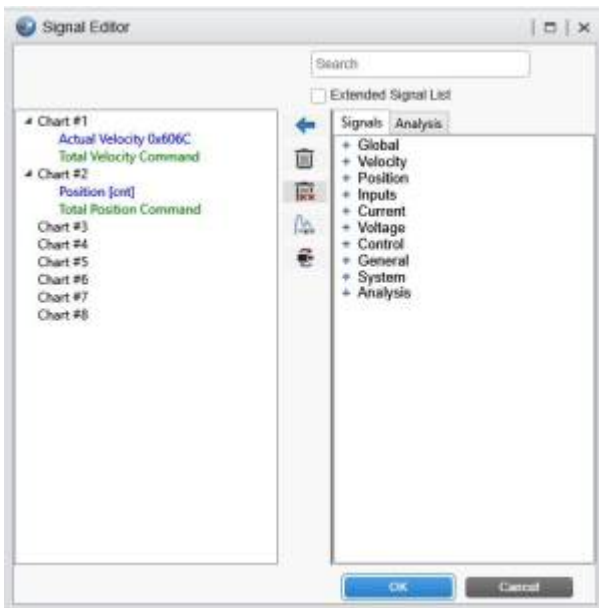 Signal Editor
Search
Extended Signal List
Chart #1
Actual Velocity 0x606C
Total Velocity Command
Chart #2
Position [cnt]
Total Position Command
Chart #3
Chart #4
Chart #5
Chart #6
Chart #7
Chart #8
Signals Analysis
Global
Velocity
Position
Inputs
Current
Voltage
Control
General
System
Analysis
OK Cancel